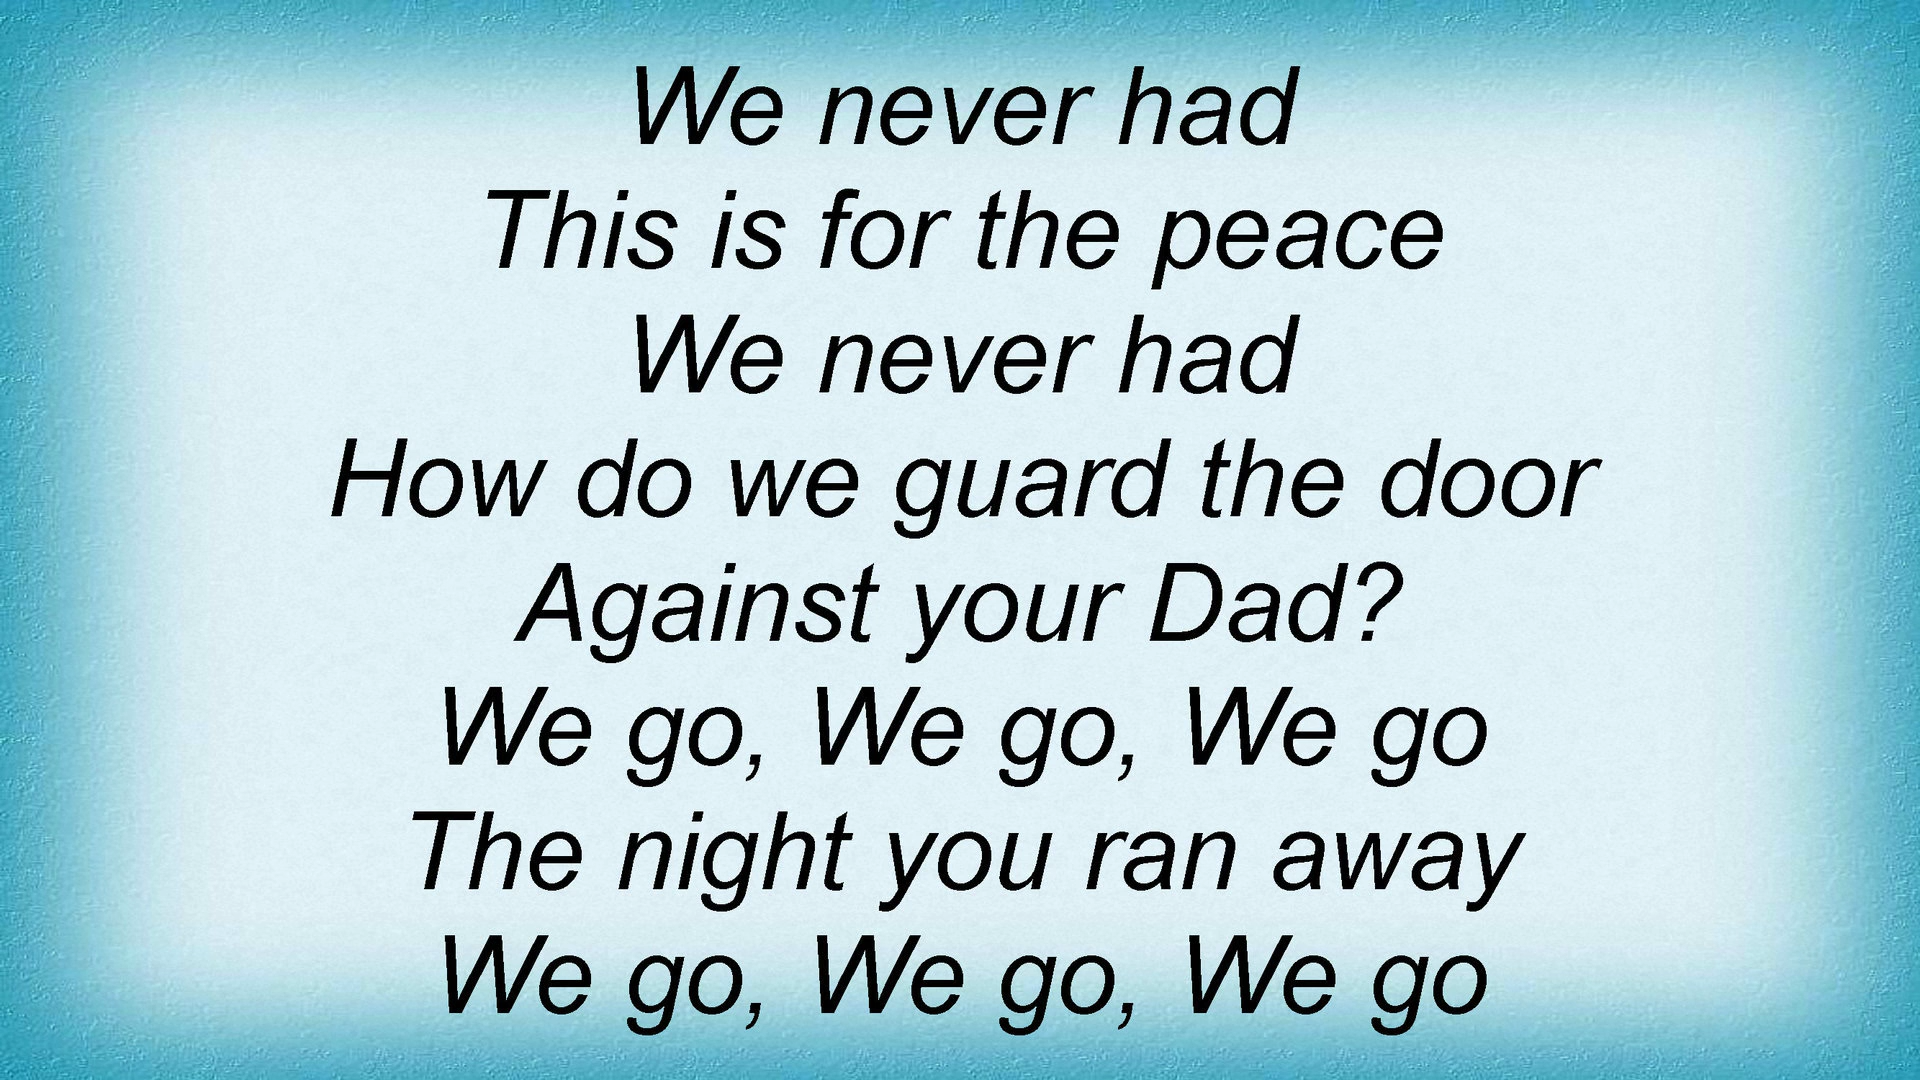 We never had
This is for the peace
We never had
How do we guard the door
Against your Dad?
We go, We go, We go
The night you ran away
We go, We go, We go